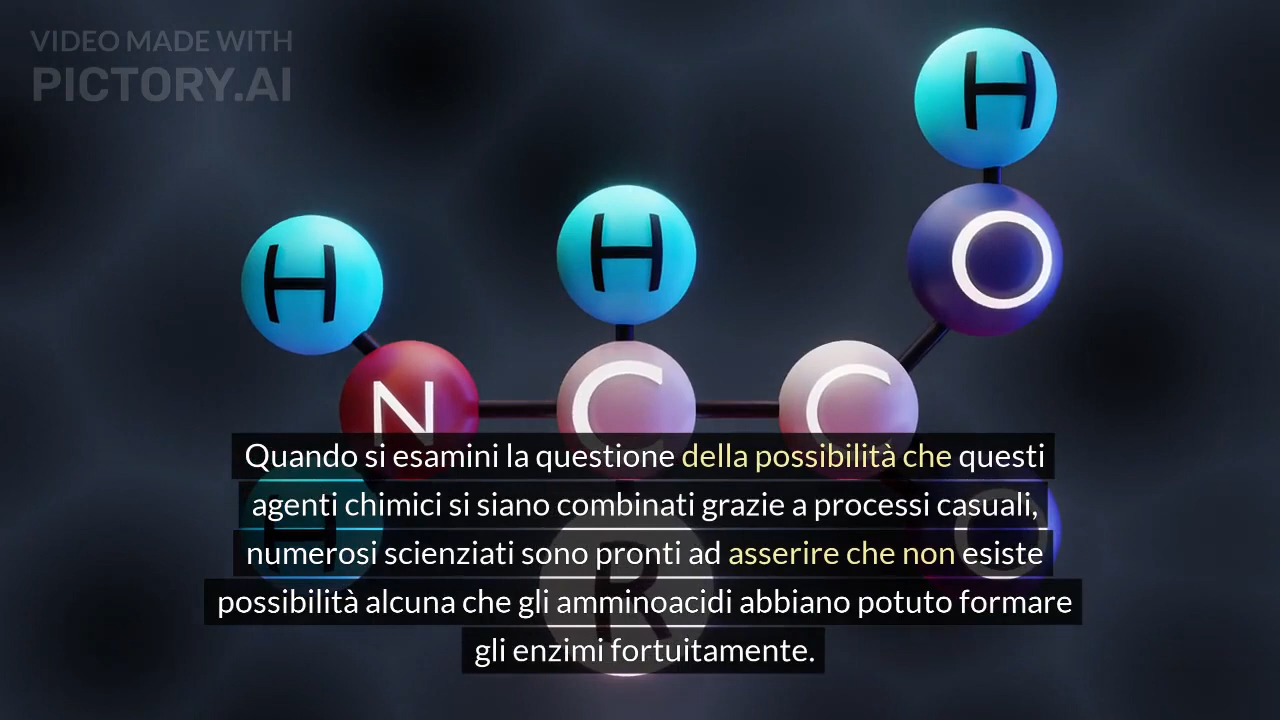 VIDEO MADE WITH
PICTORY.AI
H
H
H
O
N
C
C
Quando si esamini la questione della possibilità che questi
agenti chimici si siano combinati grazie a processi casuali,
numerosi scienziati sono pronti ad asserire che non esiste
possibilità alcuna che gli amminoacidi abbiano potuto formare
gli enzimi fortuitamente.
H
O
R